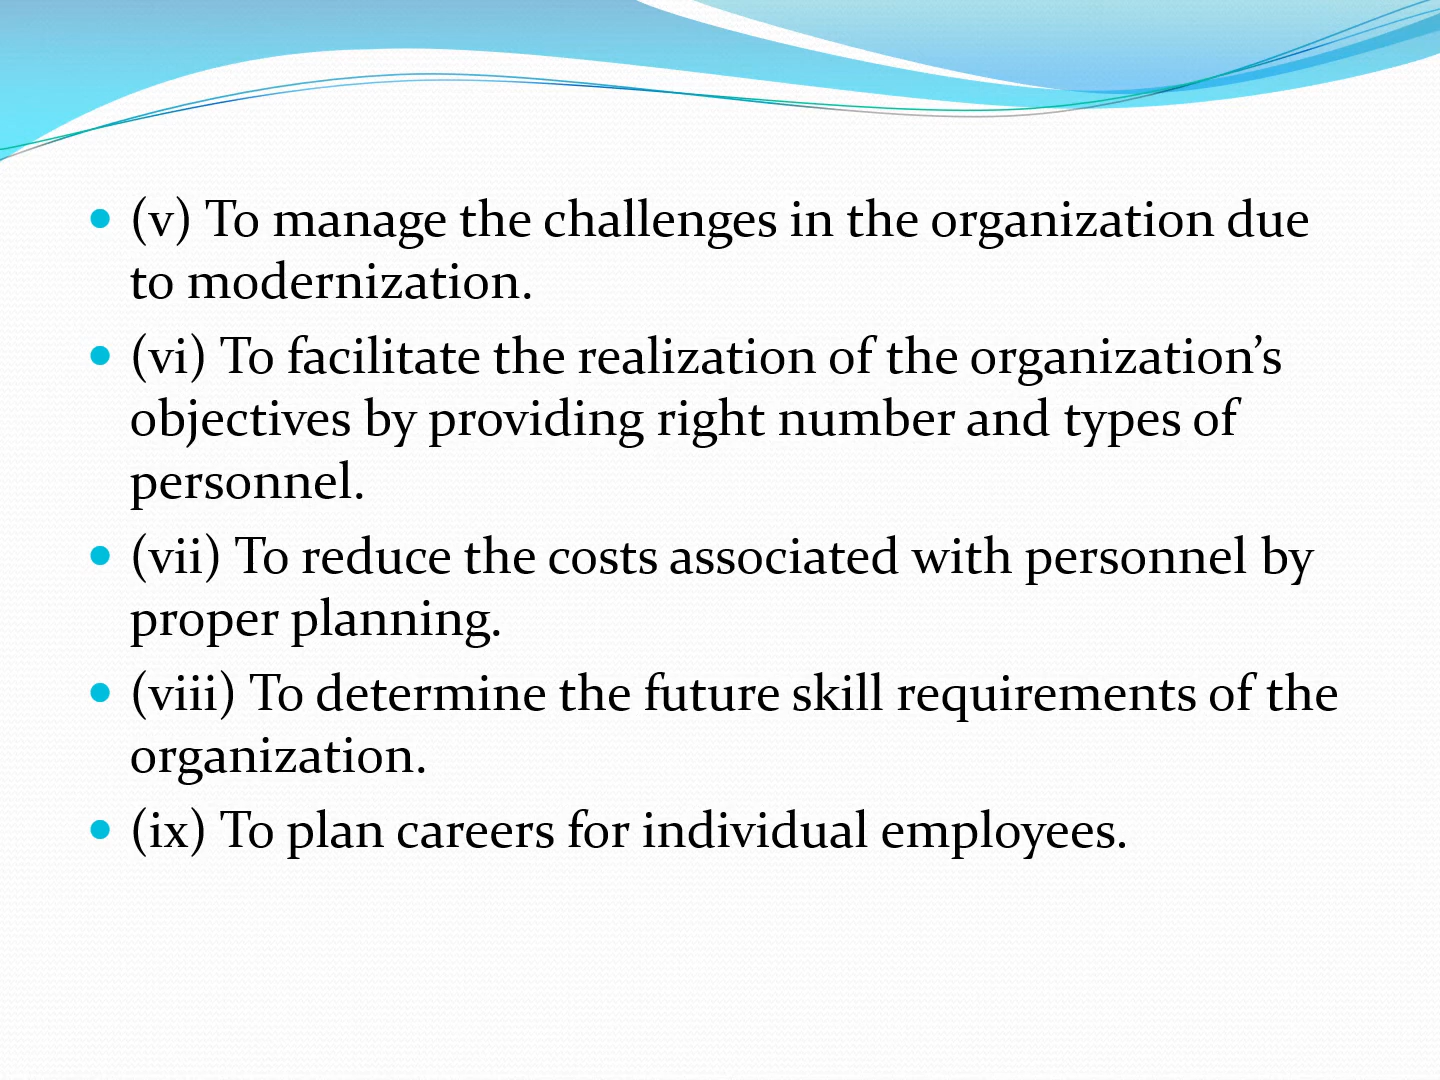 • (v) To manage the challenges in the organization due
to modernization.
• (vi) To facilitate the realization of the organization’s
objectives by providing right number and types of
personnel.
• (vii) To reduce the costs associated with personnel by
proper planning.
• (viii) To determine the future skill requirements of the
organization.
• (ix) To plan careers for individual employees.